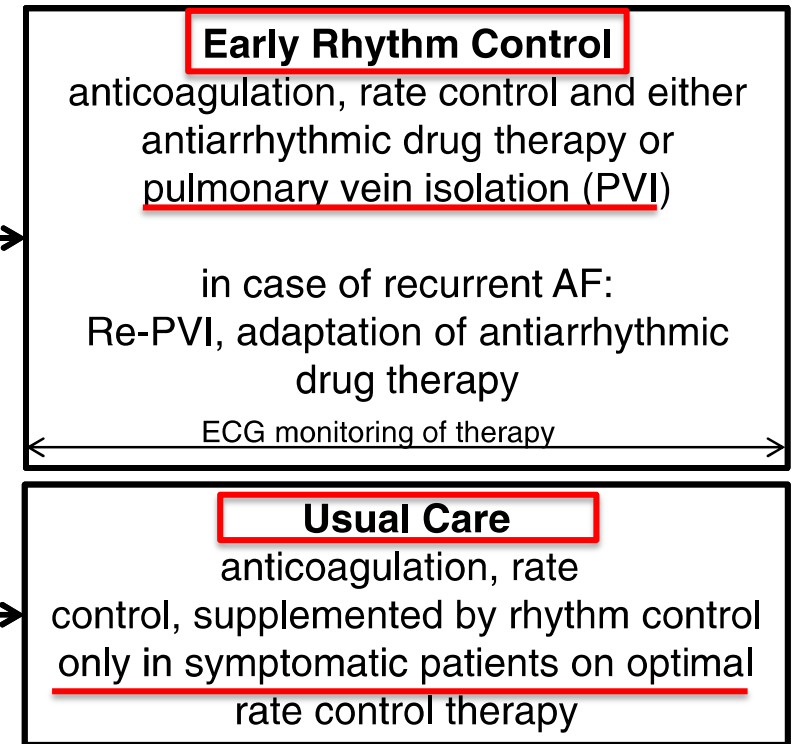 Early Rhythm Control
anticoagulation, rate control and either
antiarrhythmic drug therapy or
pulmonary vein isolation (PVI)
in case of recurrent AF:
Re-PVI, adaptation of antiarrhythmic
drug therapy
ECG monitoring of therapy
Usual Care
anticoagulation, rate
control, supplemented by rhythm control
only in symptomatic patients on optimal
rate control therapy